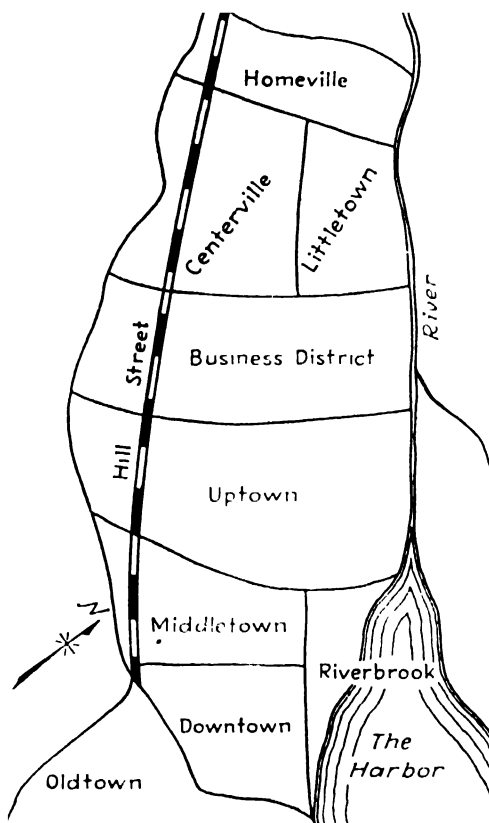 Homeville
Centerville
Littletown
River
Street
Business District
Hill
Uptown
N
Middletown
Riverbrook
Downtown
The
Harbor
Oldtown